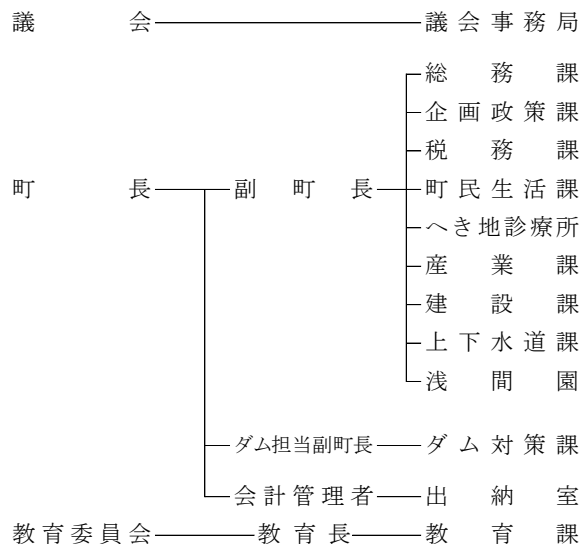 議会 議会事務局
総務課
企画政策課
税務課
町長 副町長 町民生活課
へき地診療所
産業課
建設課
上下水道課
浅間園
ダム担当副町長 ダム対策課
会計管理者 出納室
教育委員会 教育長 教育課